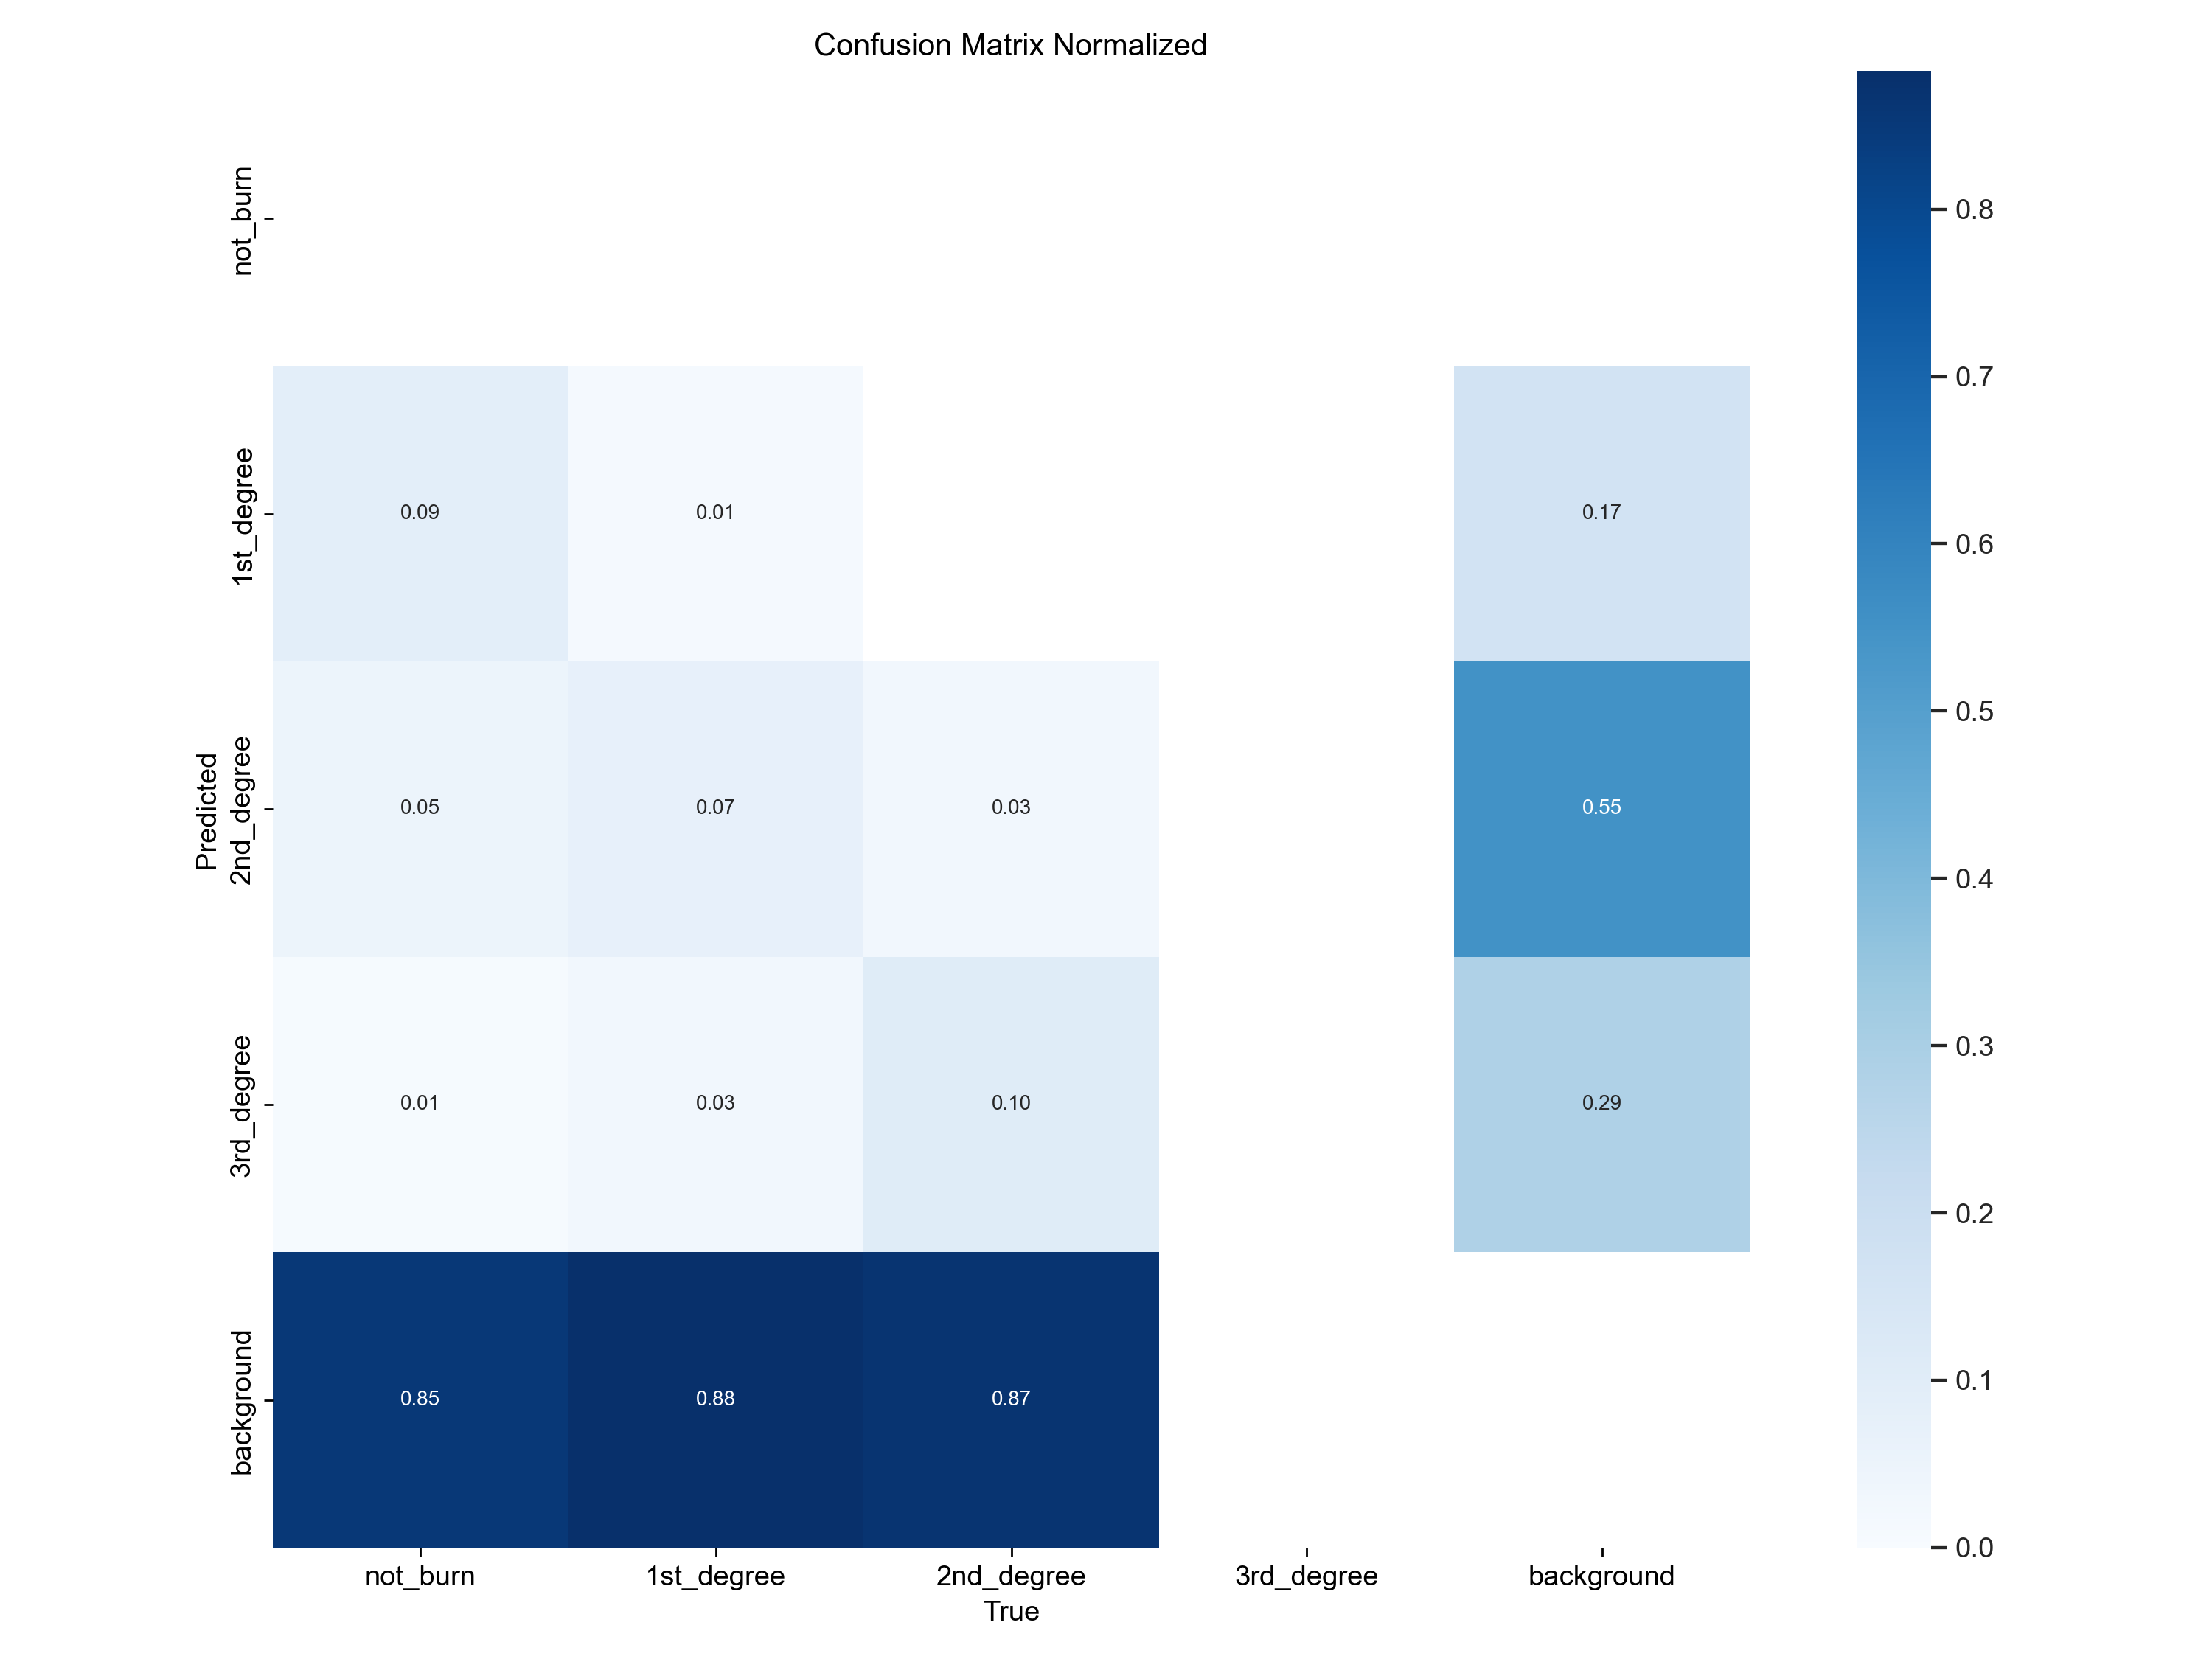 Confusion Matrix Normalized
not_burn
1st_degree
0.09 0.01 0.17
Predicted
2nd_degree
0.05 0.07 0.03 0.55
3rd_degree
0.01 0.03 0.10 0.29
background
0.85 0.88 0.87
not_burn 1st_degree 2nd_degree 3rd_degree background
True
0.8
0.7
0.6
0.5
0.4
0.3
0.2
0.1
0.0